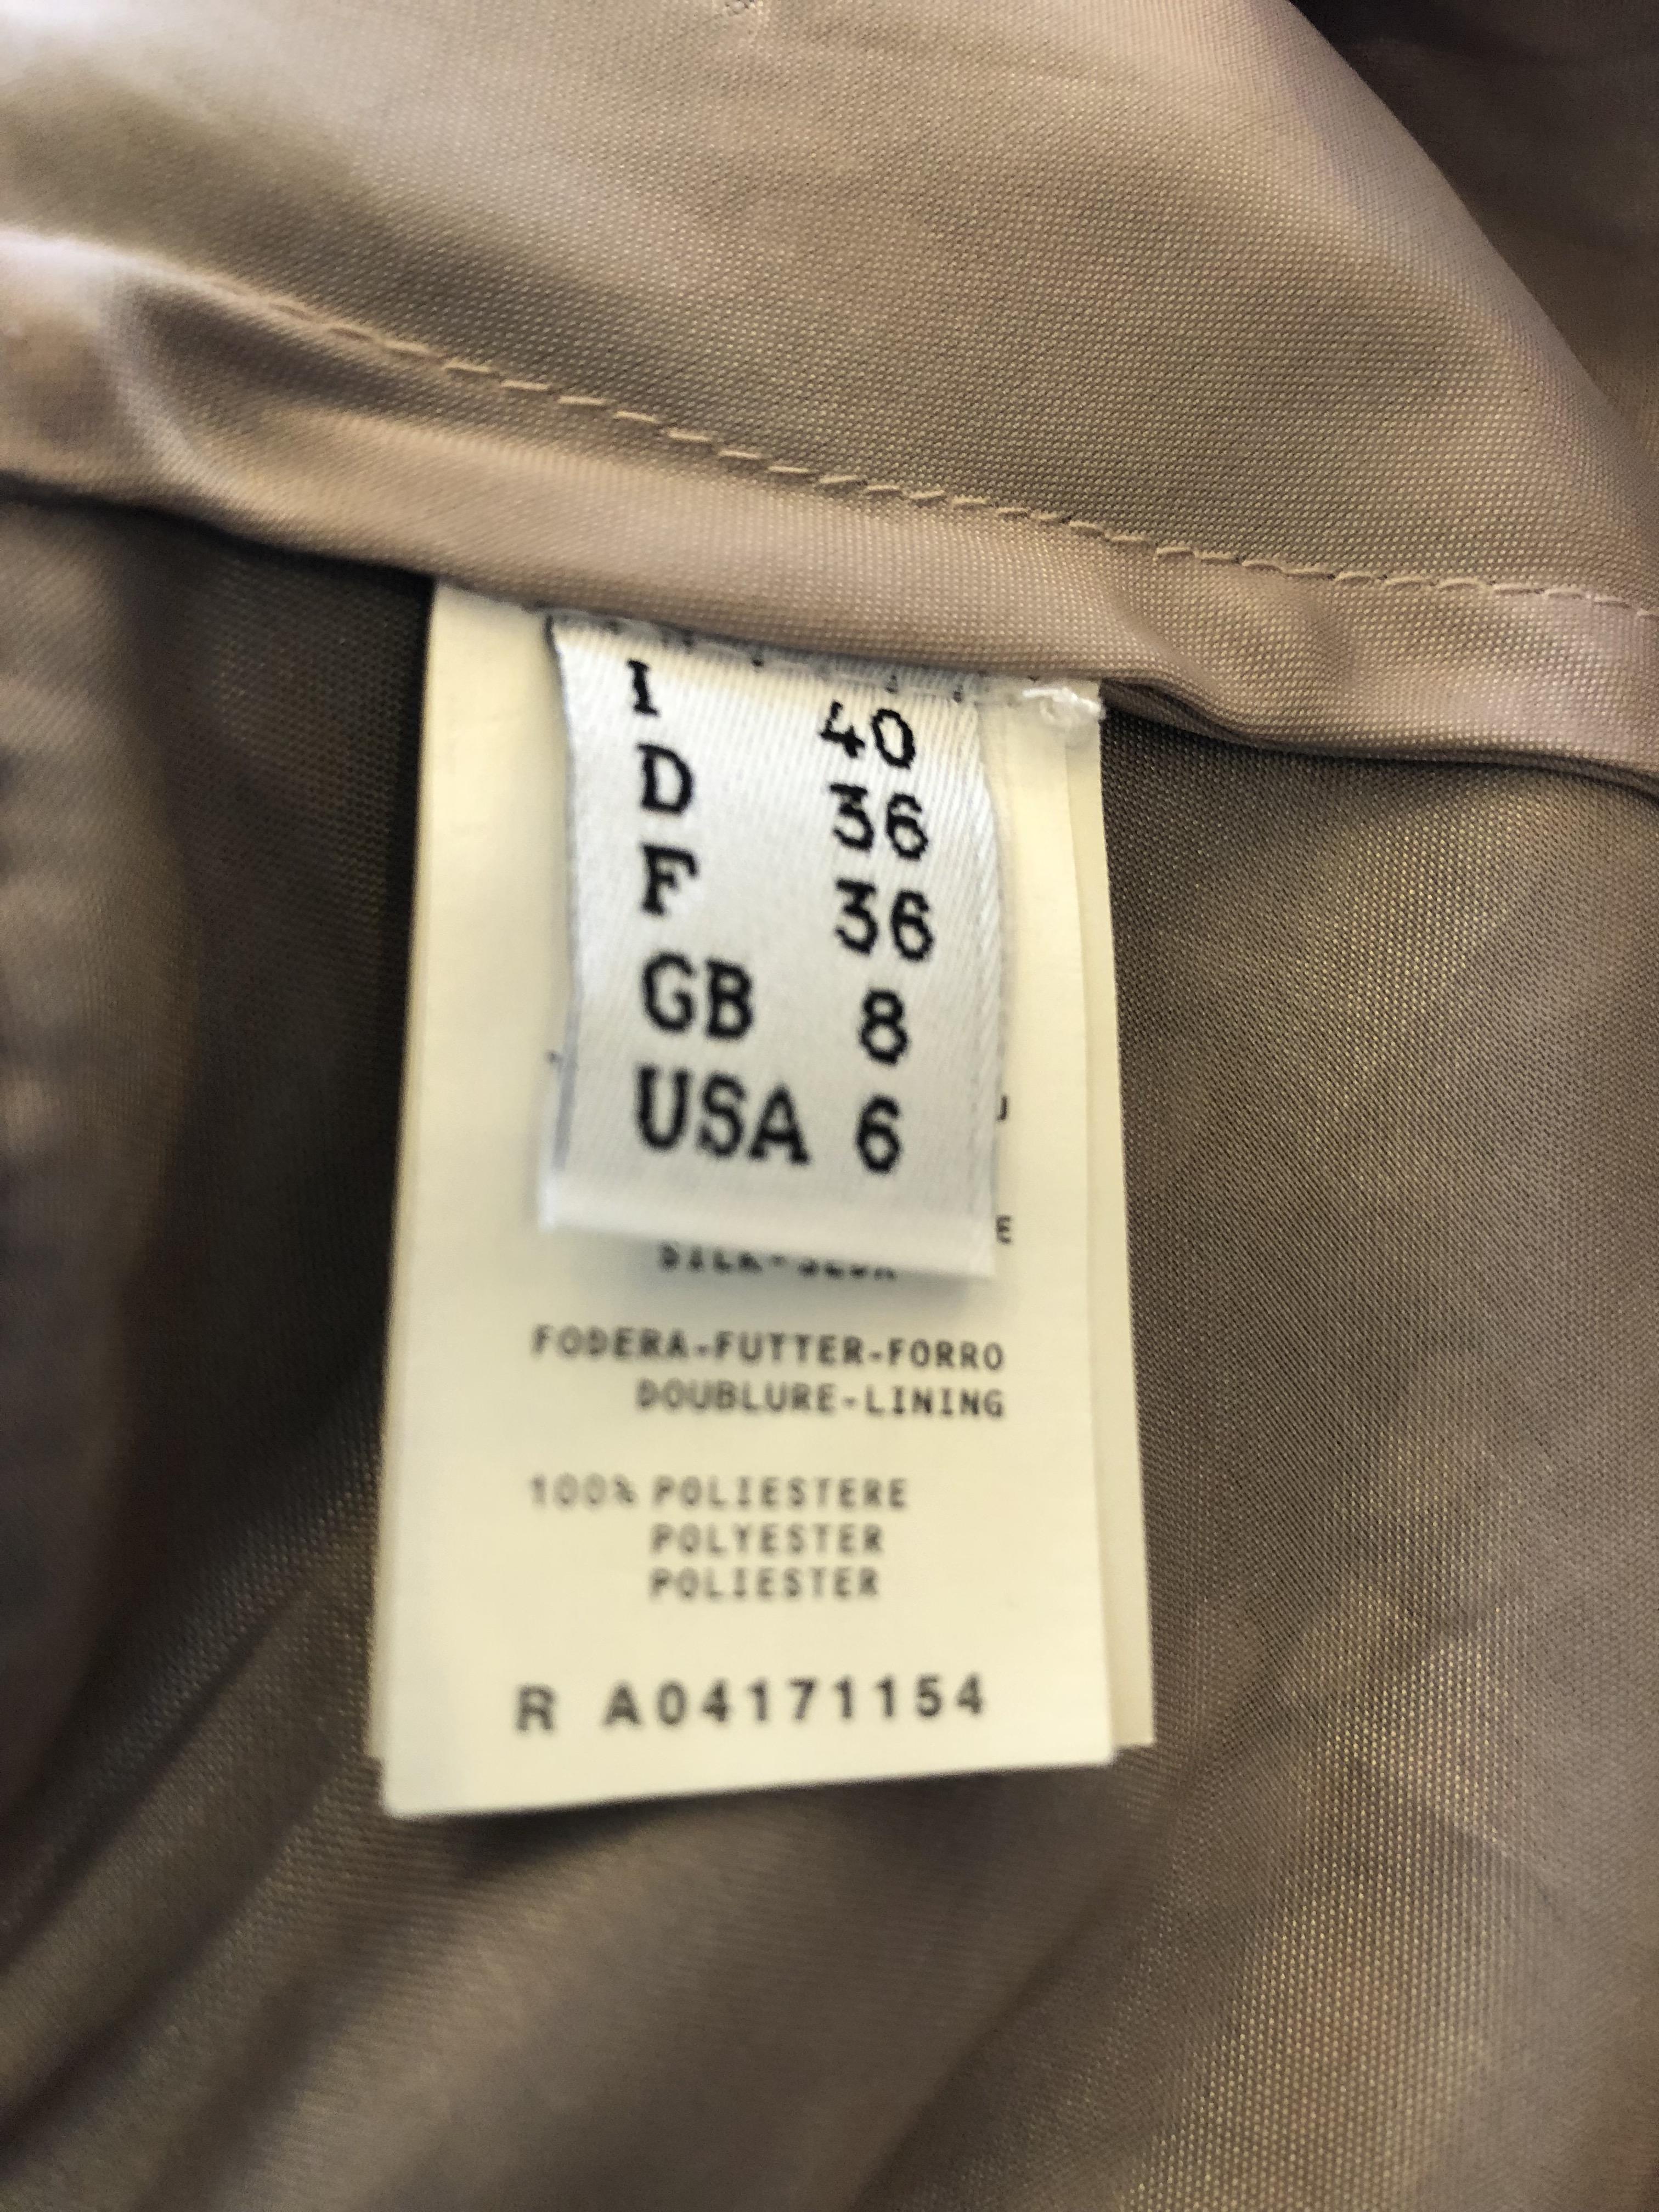 I 40
D 36
F 36
GB 8
USA 6
FODERA-FUTTER-FORRO
DOUBLURE-LINING
100% POLIESTERE
POLYESTER
POLIESTER
R A04171154